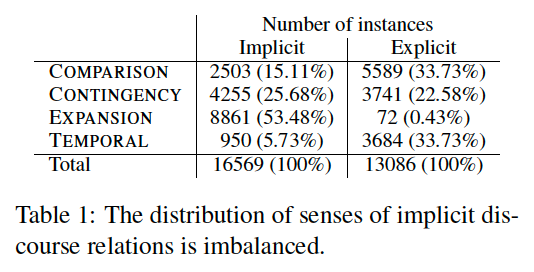 Number of instances
Implicit Explicit
COMPARISON 2503 (15.11%) 5589 (33.73%)
CONTINGENCY 4255 (25.68%) 3741 (22.58%)
EXPANSION 8861 (53.48%) 72 (0.43%)
TEMPORAL 950 (5.73%) 3684 (33.73%)
Total 16569 (100%) 13086 (100%)
Table 1: The distribution of senses of implicit dis-
course relations is imbalanced.